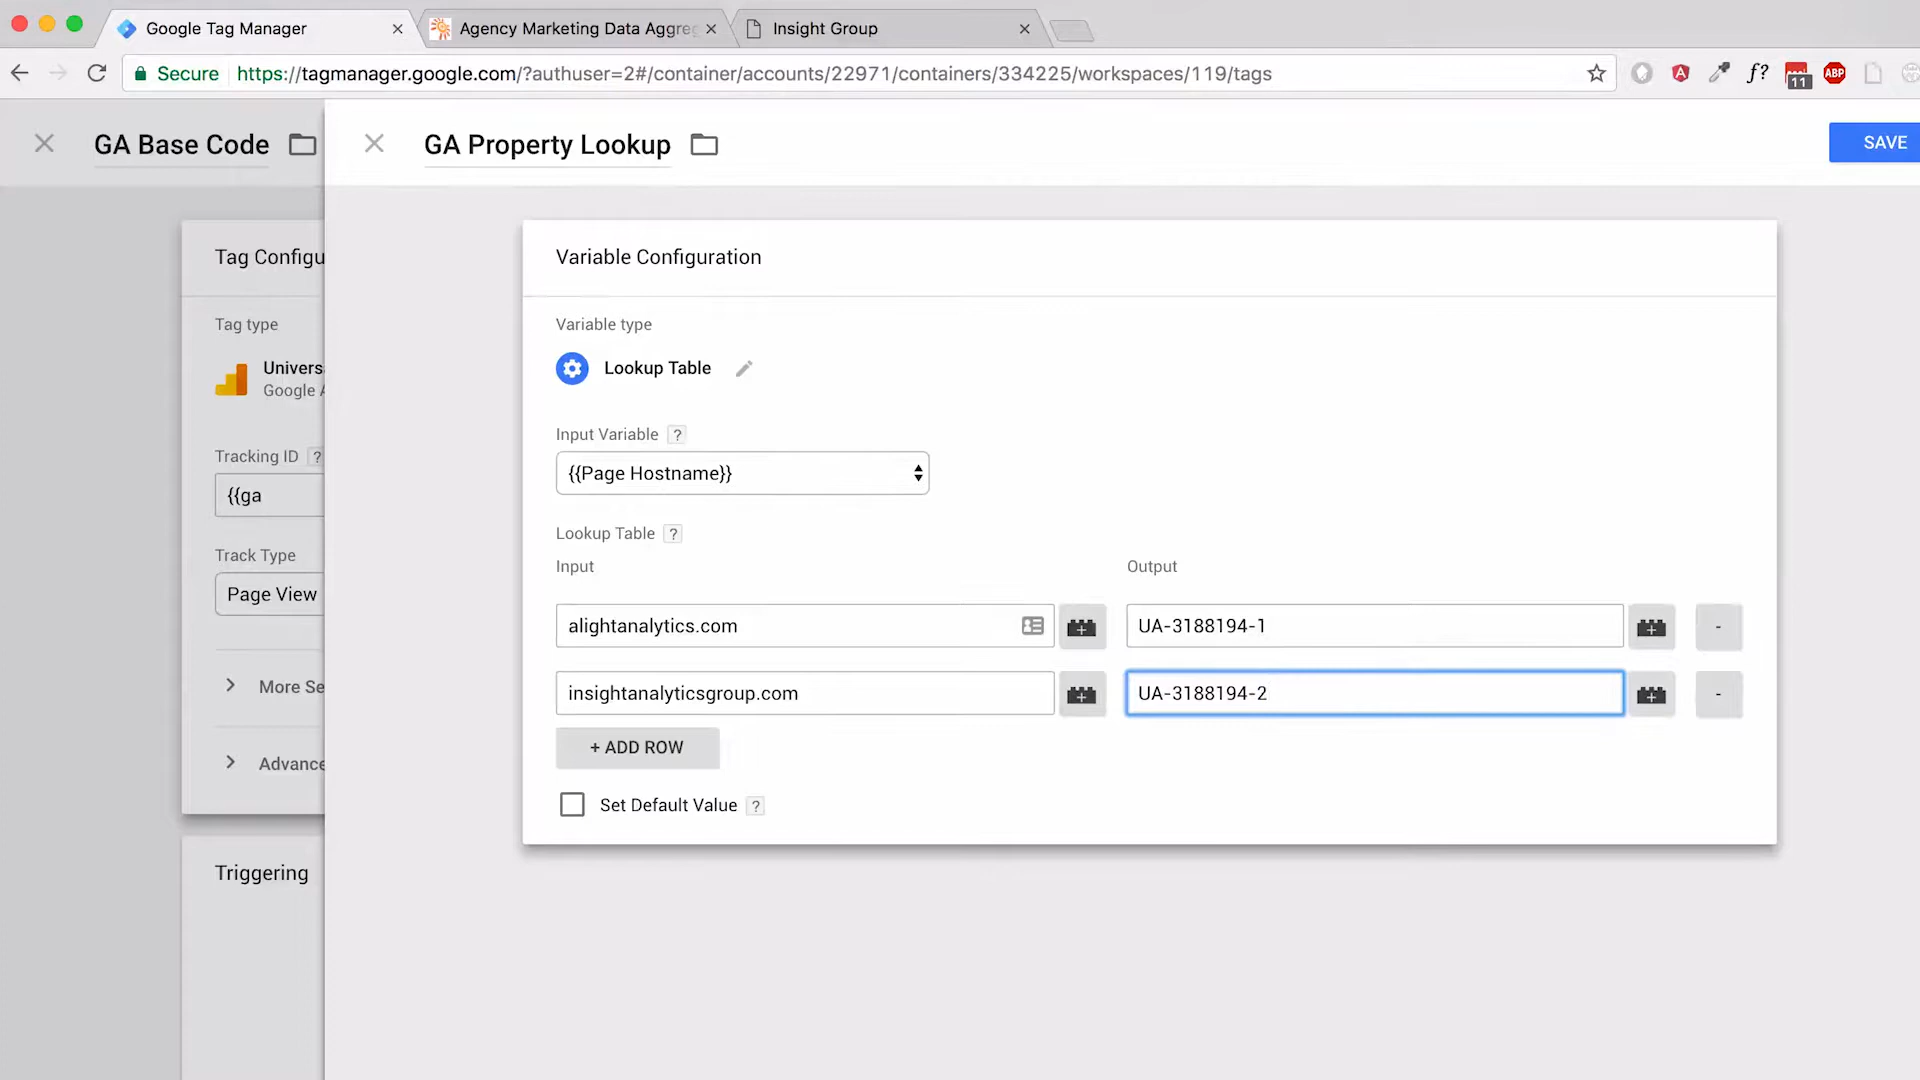 Google Tag Manager
Agency Marketing Data Aggre
Insight Group
Secure
https://tagmanager.google.com/?authuser=2#/container/accounts/22971/containers/334225/workspaces/119/tags
f?
11
ABP
GA Base Code
GA Property Lookup
SAVE
Tag Configu
Variable Configuration
Tag type
Variable type
Univers
Google A
Lookup Table
Tracking ID ?
Input Variable ?
{{ga
{{Page Hostname}}
Track Type
Lookup Table ?
Input
Output
Page View
alightanalytics.com
UA-3188194-1
-
More Se
insightanalyticsgroup.com
UA-3188194-2
-
+ ADD ROW
Advance
Set Default Value ?
Triggering